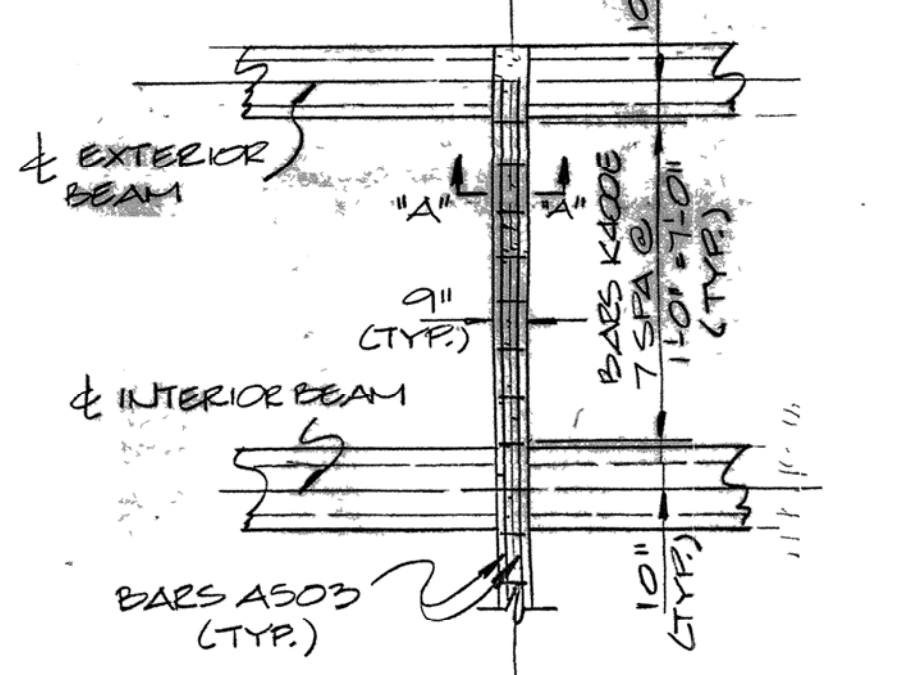 10
℄ EXTERIOR
BEAM
"A" "A"
9"
(TYP.)
BARS K400E
7 SPA @
1'-0" = 7'-0"
(TYP.)
℄ INTERIOR BEAM
BARS A503
(TYP.)
10"
(TYP.)